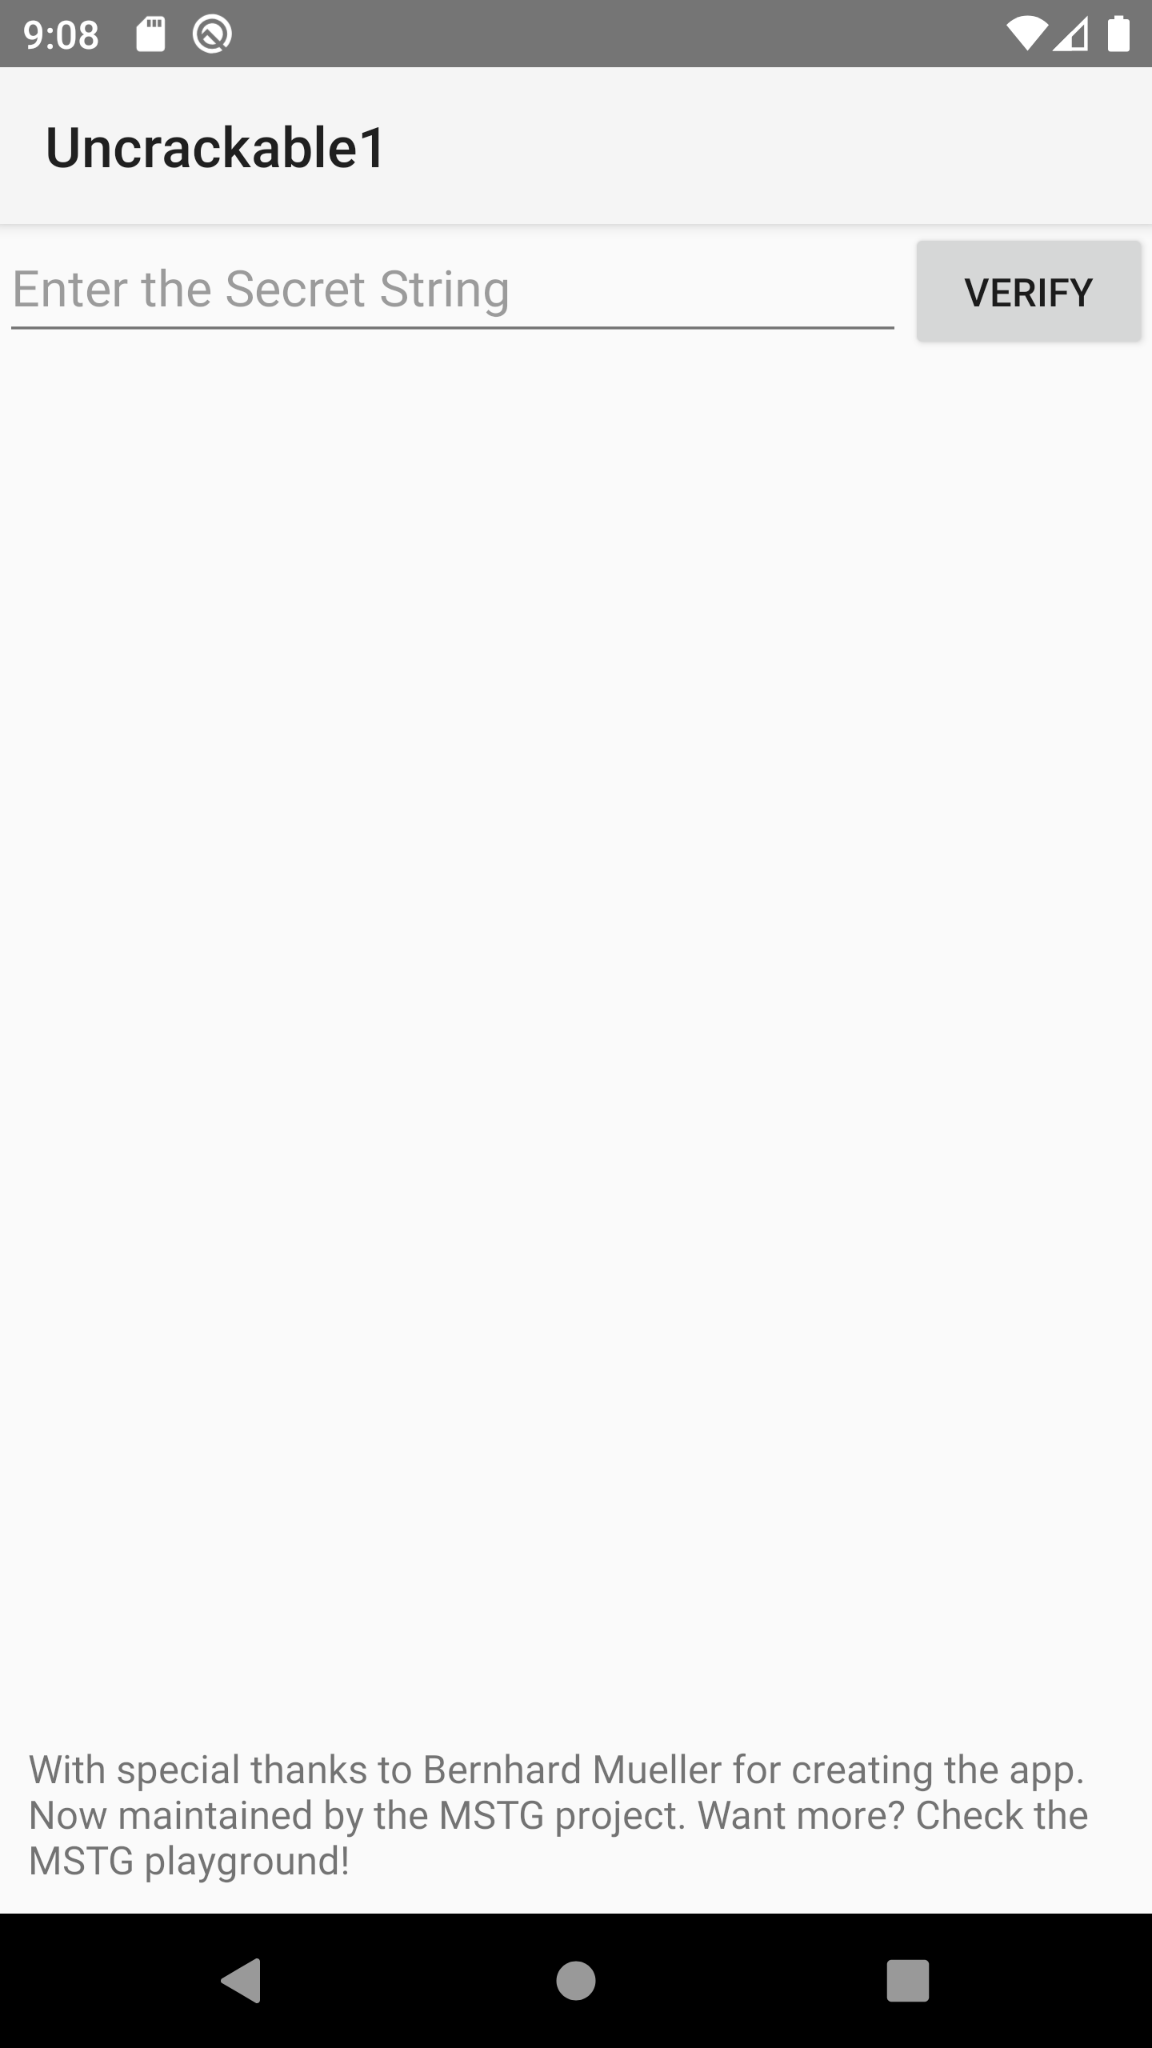 9:08
Uncrackable1
Enter the Secret String
VERIFY
With special thanks to Bernhard Mueller for creating the app.
Now maintained by the MSTG project. Want more? Check the
MSTG playground!